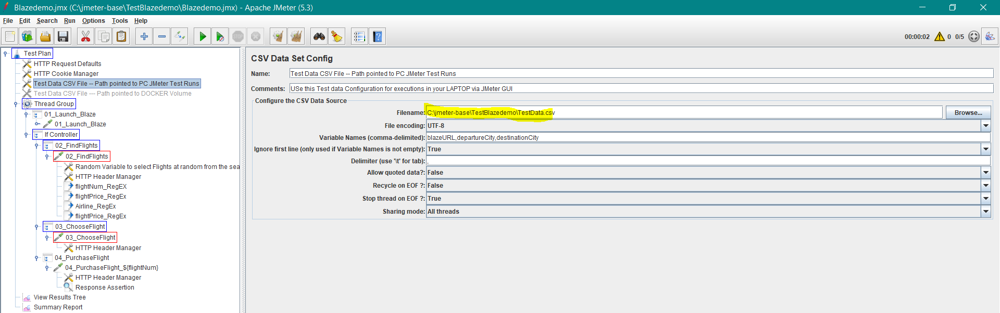 Blazedemo.jmx (C:\jmeter-base\TestBlazedemo\Blazedemo.jmx) - Apache JMeter (5.3)
File Edit Search Run Options Tools Help
STOP
00:00:02 0 0/5
Test Plan
HTTP Request Defaults
HTTP Cookie Manager
Test Data CSV File -- Path pointed to PC JMeter Test Runs
Test Data CSV File --- Path pointed to DOCKER Volume
Thread Group
01_Launch_Blaze
01_Launch_Blaze
If Controller
02_FindFlights
02_FindFlights
Random Variable to select Flights at random from the sea
HTTP Header Manager
flightNum_RegEX
flightPrice_RegEx
Airline_RegEx
flightPrice_RegEx
03_ChooseFlight
03_ChooseFlight
HTTP Header Manager
04_PurchaseFlight
04_PurchaseFlight_${flightNum}
HTTP Header Manager
Response Assertion
View Results Tree
Summary Report
CSV Data Set Config
Name: Test Data CSV File -- Path pointed to PC JMeter Test Runs
Comments: USe this Test data Configuration for executions in your LAPTOP via JMeter GUI
Configure the CSV Data Source
Filename: C:\jmeter-base\TestBlazedemo\TestData.csv Browse...
File encoding: UTF-8
Variable Names (comma-delimited): blazeURL,departureCity,destinationCity
Ignore first line (only used if Variable Names is not empty): True
Delimiter (use '\t' for tab): ,
Allow quoted data?: False
Recycle on EOF ?: False
Stop thread on EOF ?: True
Sharing mode: All threads